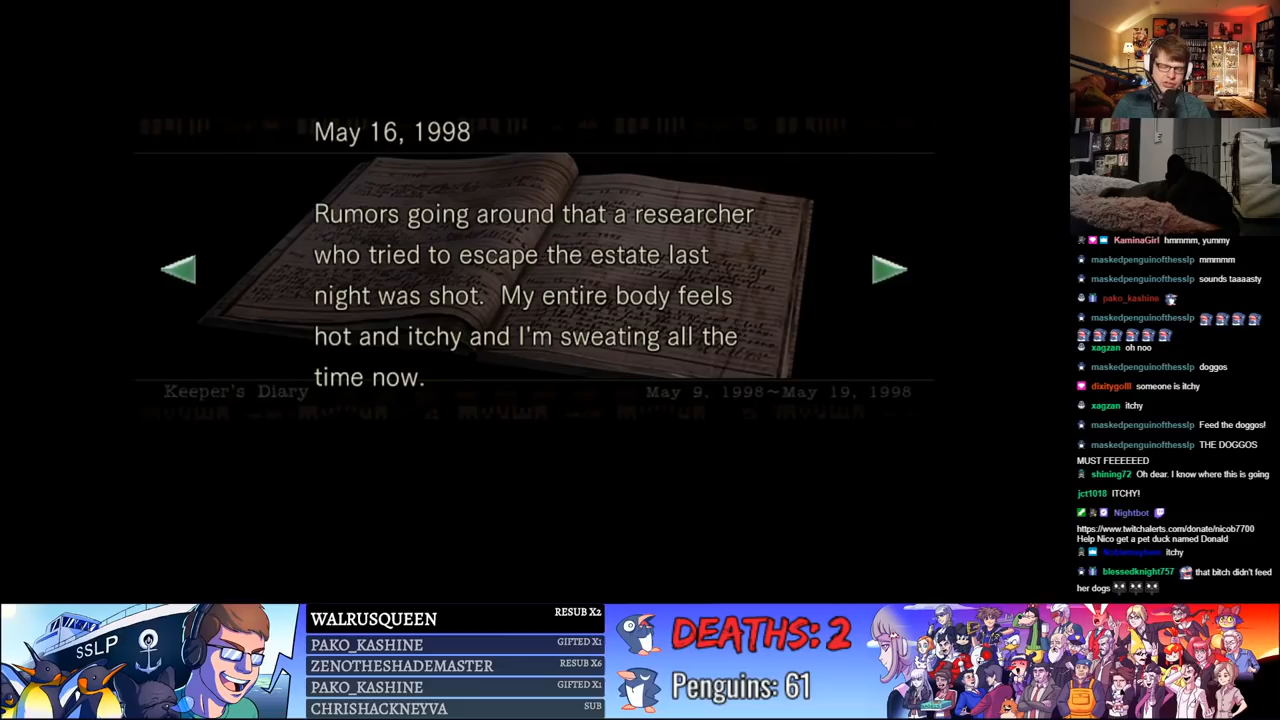 May 16, 1998
Rumors going around that a researcher
who tried to escape the estate last
night was shot. My entire body feels
hot and itchy and I'm sweating all the
time now.
Keeper's Diary
May 9, 1998~May 19, 1998
KaminaGirl hmmmm, yummy
maskedpenguinofthesslp mmmmm
maskedpenguinofthesslp sounds taaaasty
pako_kashine
maskedpenguinofthesslp
xagzan oh noo
maskedpenguinofthesslp doggos
dixitygolll someone is itchy
xagzan itchy
maskedpenguinofthesslp Feed the doggos!
maskedpenguinofthesslp THE DOGGOS
MUST FEEEEEED
shining72 Oh dear. I know where this is going
jct1018 ITCHY!
Nightbot
https://www.twitchalerts.com/donate/nicob7700
Help Nico get a pet duck named Donald
itchy
blessedknight757 that bitch didn't feed
her dogs
SSLP
WALRUSQUEEN RESUB X2
PAKO_KASHINE GIFTED X1
ZENOTHESHADEMASTER RESUB X6
PAKO_KASHINE GIFTED X1
CHRISHACKNEYVA SUB
DEATHS: 2
Penguins: 61